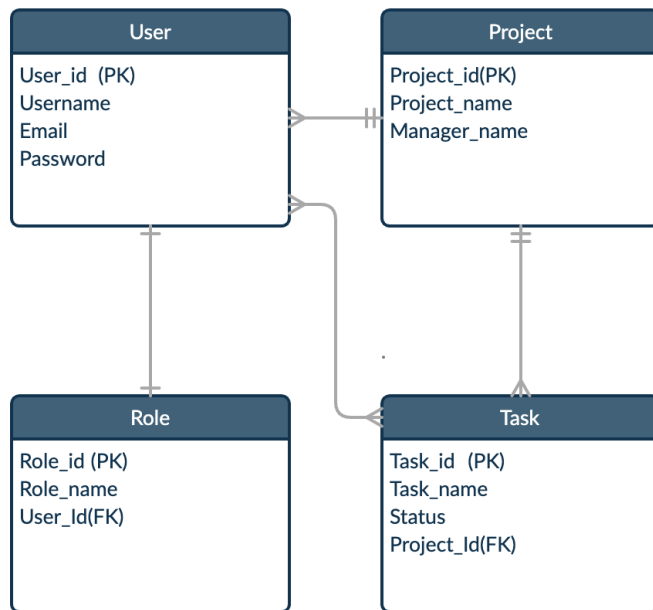 User
User_id (PK)
Username
Email
Password
Project
Project_id(PK)
Project_name
Manager_name
Role
Role_id (PK)
Role_name
User_Id(FK)
Task
Task_id (PK)
Task_name
Status
Project_Id(FK)